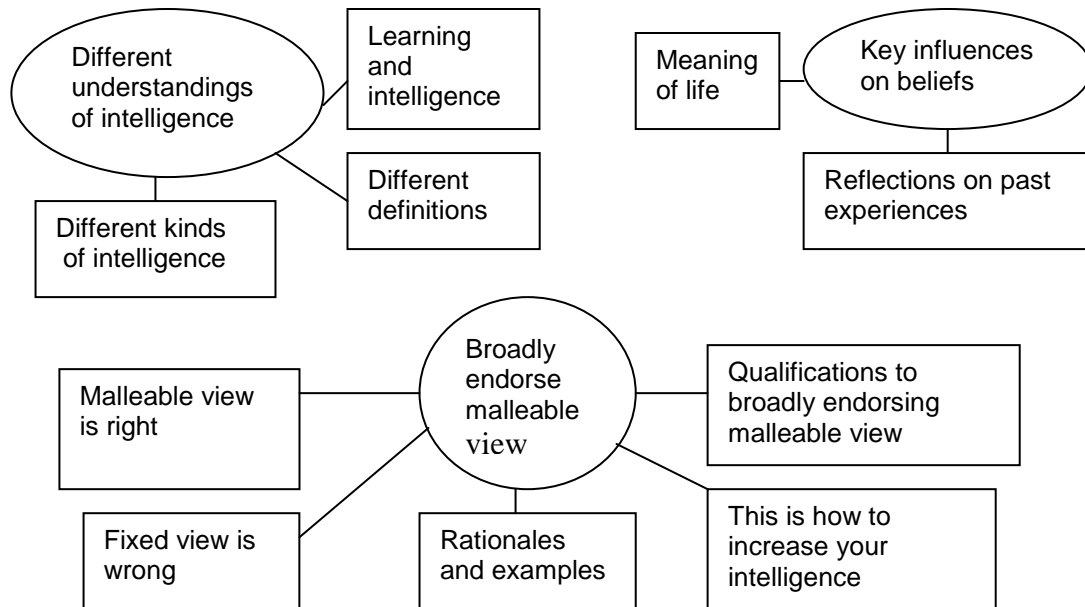 Different
understandings
of intelligence
Learning
and
intelligence
Different
definitions
Different kinds
of intelligence
Meaning
of life
Key influences
on beliefs
Reflections on past
experiences
Broadly
endorse
malleable
view
Malleable view
is right
Fixed view is
wrong
Rationales
and examples
Qualifications to
broadly endorsing
malleable view
This is how to
increase your
intelligence